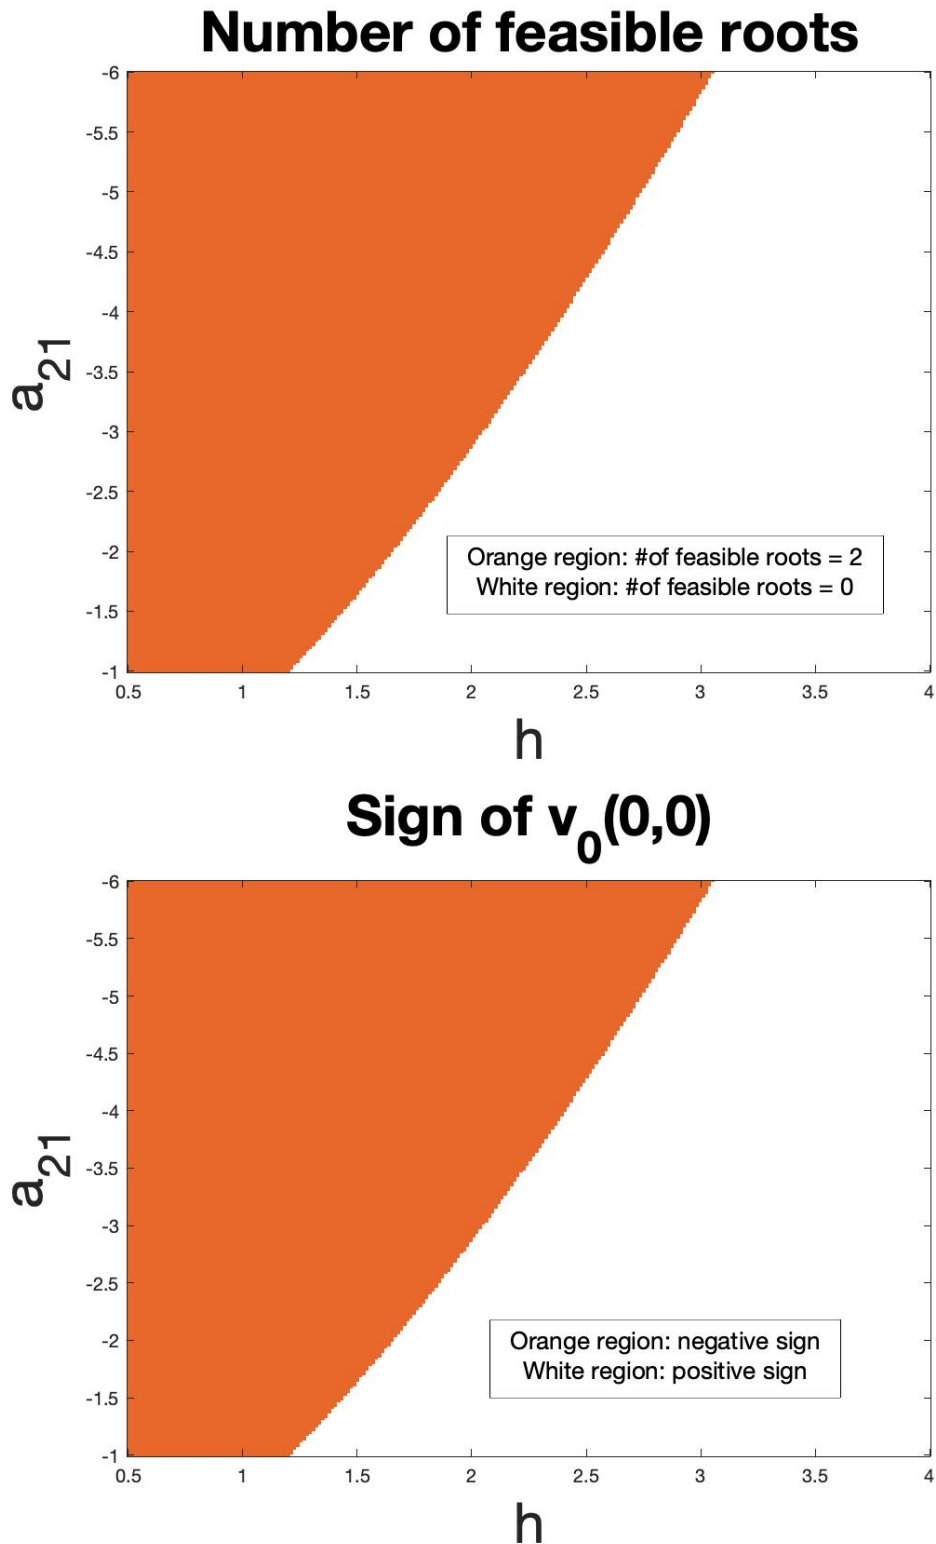 Number of feasible roots
-6
-5.5
-5
-4.5
-4
-3.5
-3
-2.5
-2
-1.5
-1
a21
Orange region: #of feasible roots = 2
White region: #of feasible roots = 0
0.5 1 1.5 2 2.5 3 3.5 4
h
Sign of v0(0,0)
-6
-5.5
-5
-4.5
-4
-3.5
-3
-2.5
-2
-1.5
-1
a21
Orange region: negative sign
White region: positive sign
0.5 1 1.5 2 2.5 3 3.5 4
h